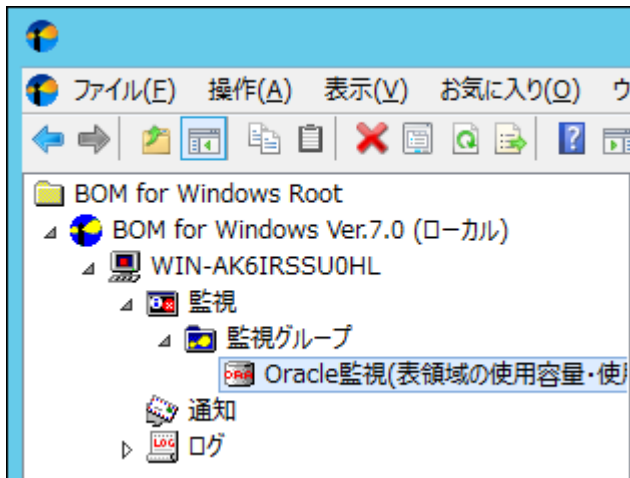 ファイル(F) 操作(A) 表示(V) お気に入り(O) ウ
BOM for Windows Root
BOM for Windows Ver.7.0 (ローカル)
WIN-AK6IRSSU0HL
監視
監視グループ
Oracle監視(表領域の使用容量・使用
通知
ログ